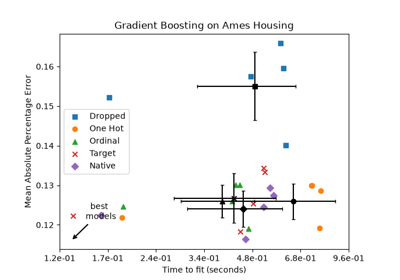 Gradient Boosting on Ames Housing
Mean Absolute Percentage Error
0.16
0.15
0.14
0.13
0.12
Dropped
One Hot
Ordinal
Target
Native
best
models
1.2e-01 1.7e-01 2.4e-01 3.4e-01 4.8e-01 6.8e-01 9.6e-01
Time to fit (seconds)